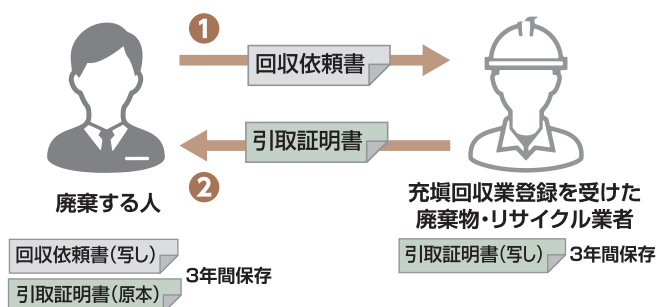 1
回収依頼書
引取証明書
2
廃棄する人
充塡回収業登録を受けた
廃棄物・リサイクル業者
回収依頼書(写し)
引取証明書(原本)
3年間保存
引取証明書(写し)
3年間保存